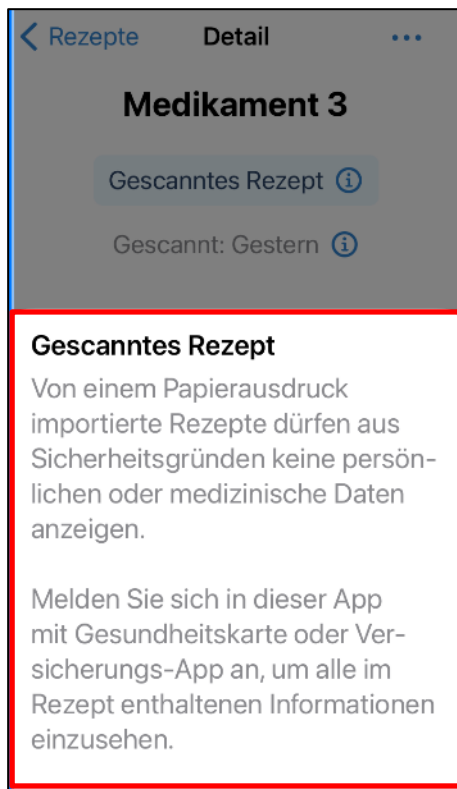 Rezepte Detail ...
Medikament 3
Gescanntes Rezept
Gescannt: Gestern
Gescanntes Rezept
Von einem Papierausdruck
importierte Rezepte dürfen aus
Sicherheitsgründen keine persön-
lichen oder medizinische Daten
anzeigen.
Melden Sie sich in dieser App
mit Gesundheitskarte oder Ver-
sicherungs-App an, um alle im
Rezept enthaltenen Informationen
einzusehen.